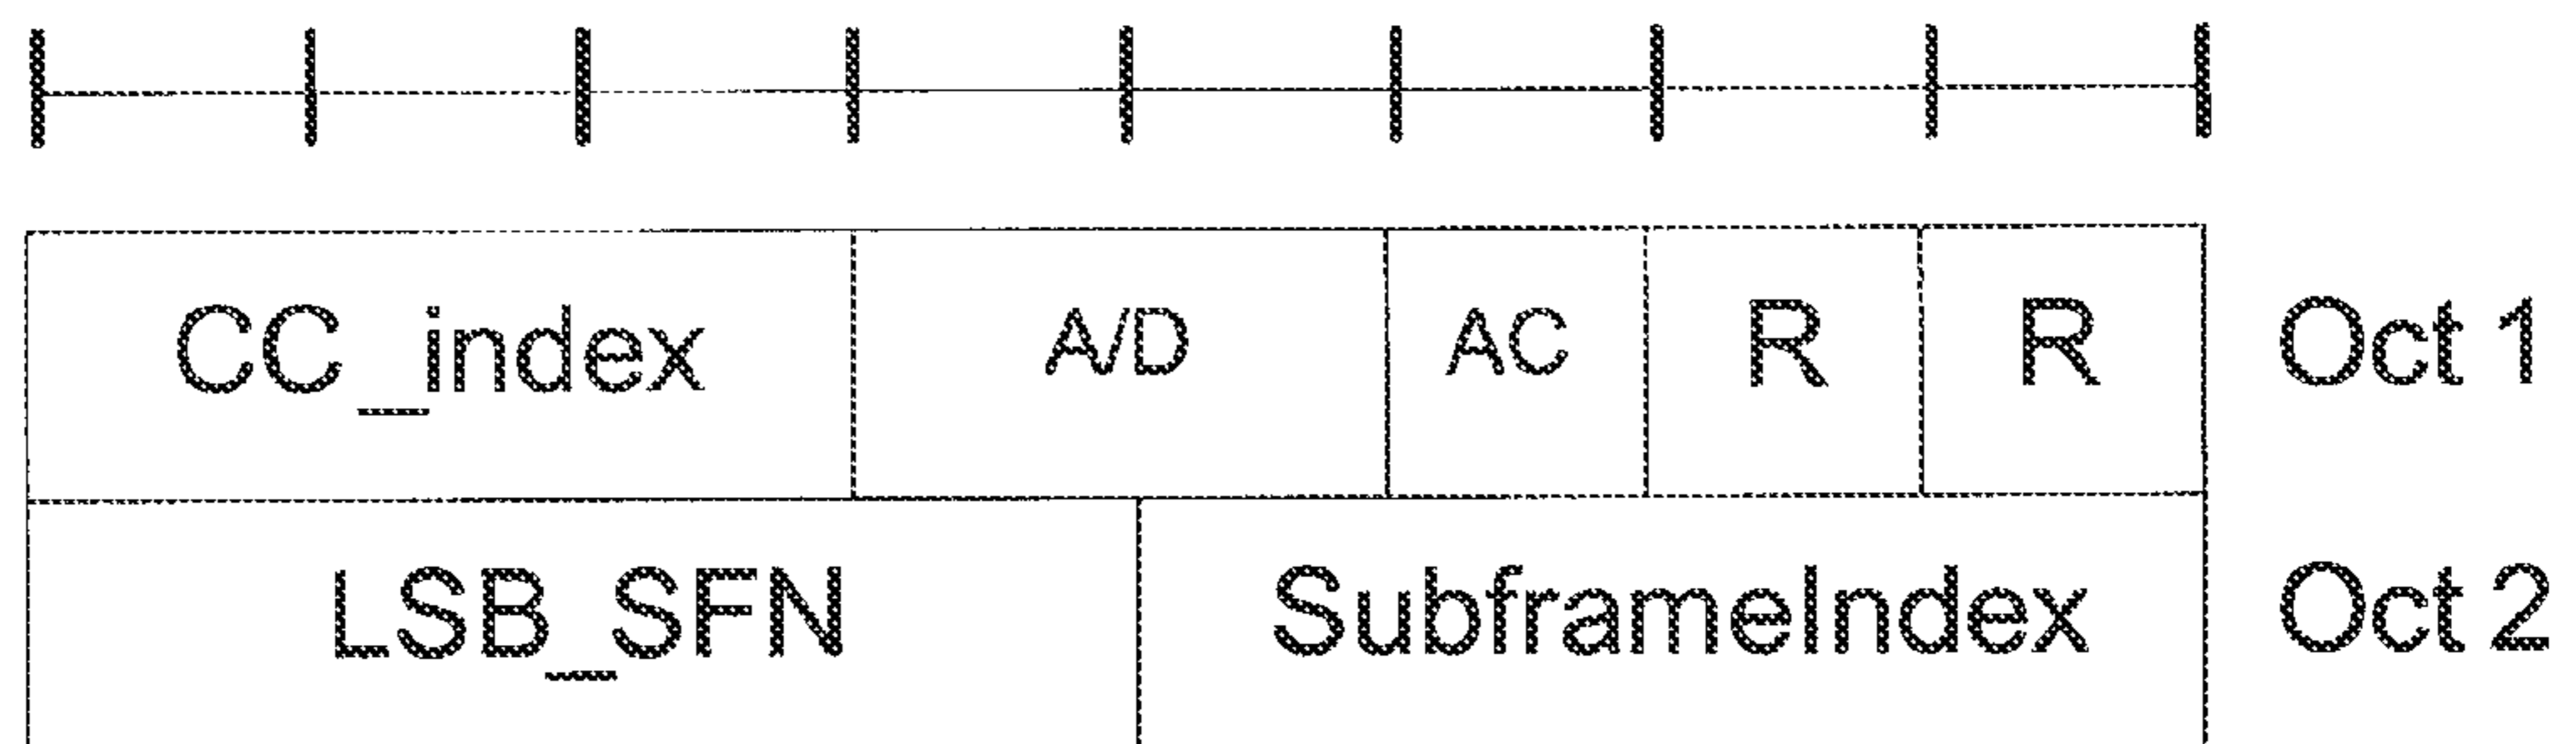 CC_index A/D AC R R Oct 1
LSB_SFN SubframeIndex Oct 2